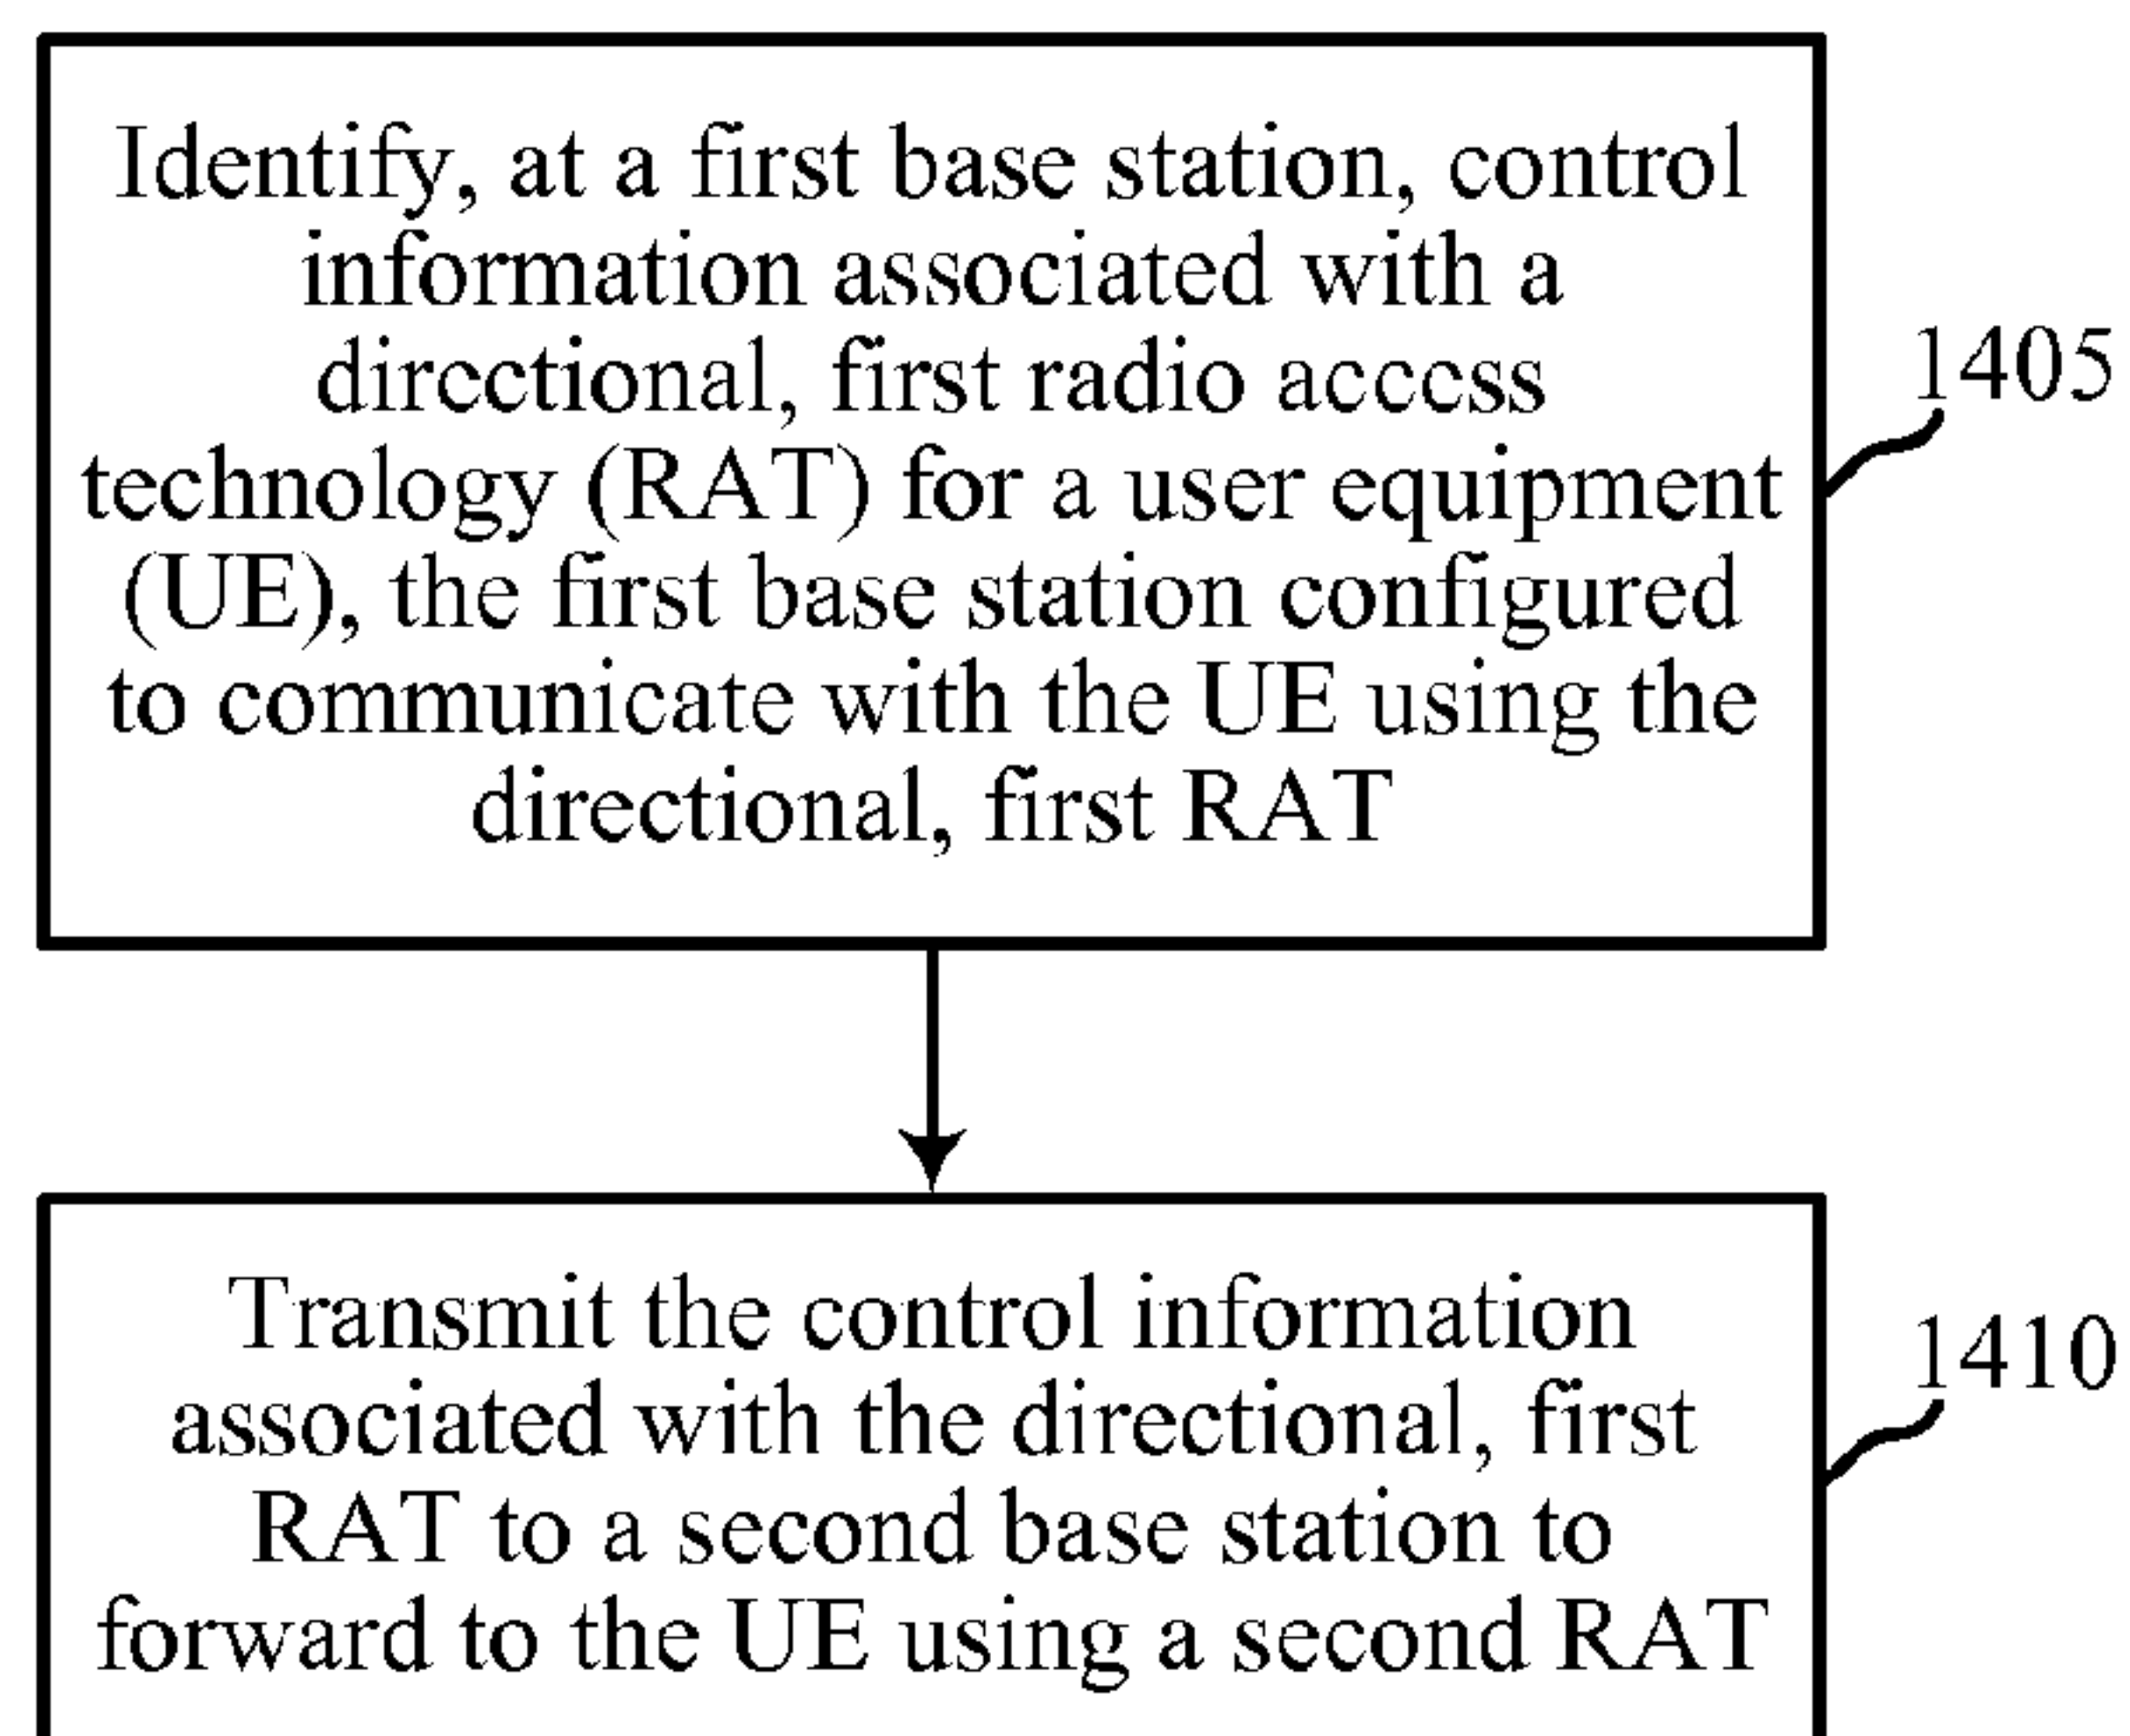 Identify, at a first base station, control
information associated with a
directional, first radio access
technology (RAT) for a user equipment
(UE), the first base station configured
to communicate with the UE using the
directional, first RAT
1405
Transmit the control information
associated with the directional, first
RAT to a second base station to
forward to the UE using a second RAT
1410